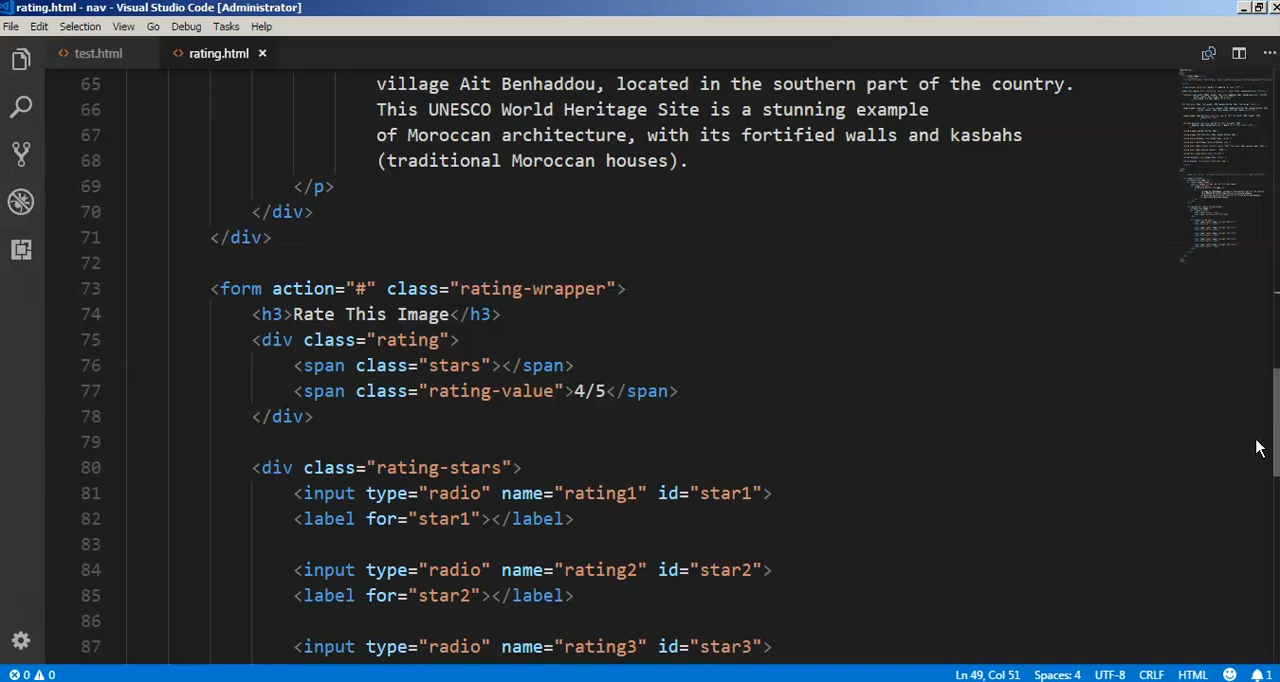 rating.html - nav - Visual Studio Code [Administrator]
File Edit Selection View Go Debug Tasks Help
test.html rating.html
65 village Ait Benhaddou, located in the southern part of the country.
66 This UNESCO World Heritage Site is a stunning example
67 of Moroccan architecture, with its fortified walls and kasbahs
68 (traditional Moroccan houses).
69 </p>
70 </div>
71 </div>
72
73 <form action="#" class="rating-wrapper">
74 <h3>Rate This Image</h3>
75 <div class="rating">
76 <span class="stars"></span>
77 <span class="rating-value">4/5</span>
78 </div>
79
80 <div class="rating-stars">
81 <input type="radio" name="rating1" id="star1">
82 <label for="star1"></label>
83
84 <input type="radio" name="rating2" id="star2">
85 <label for="star2"></label>
86
87 <input type="radio" name="rating3" id="star3">
0 0 Ln 49, Col 51 Spaces: 4 UTF-8 CRLF HTML 1